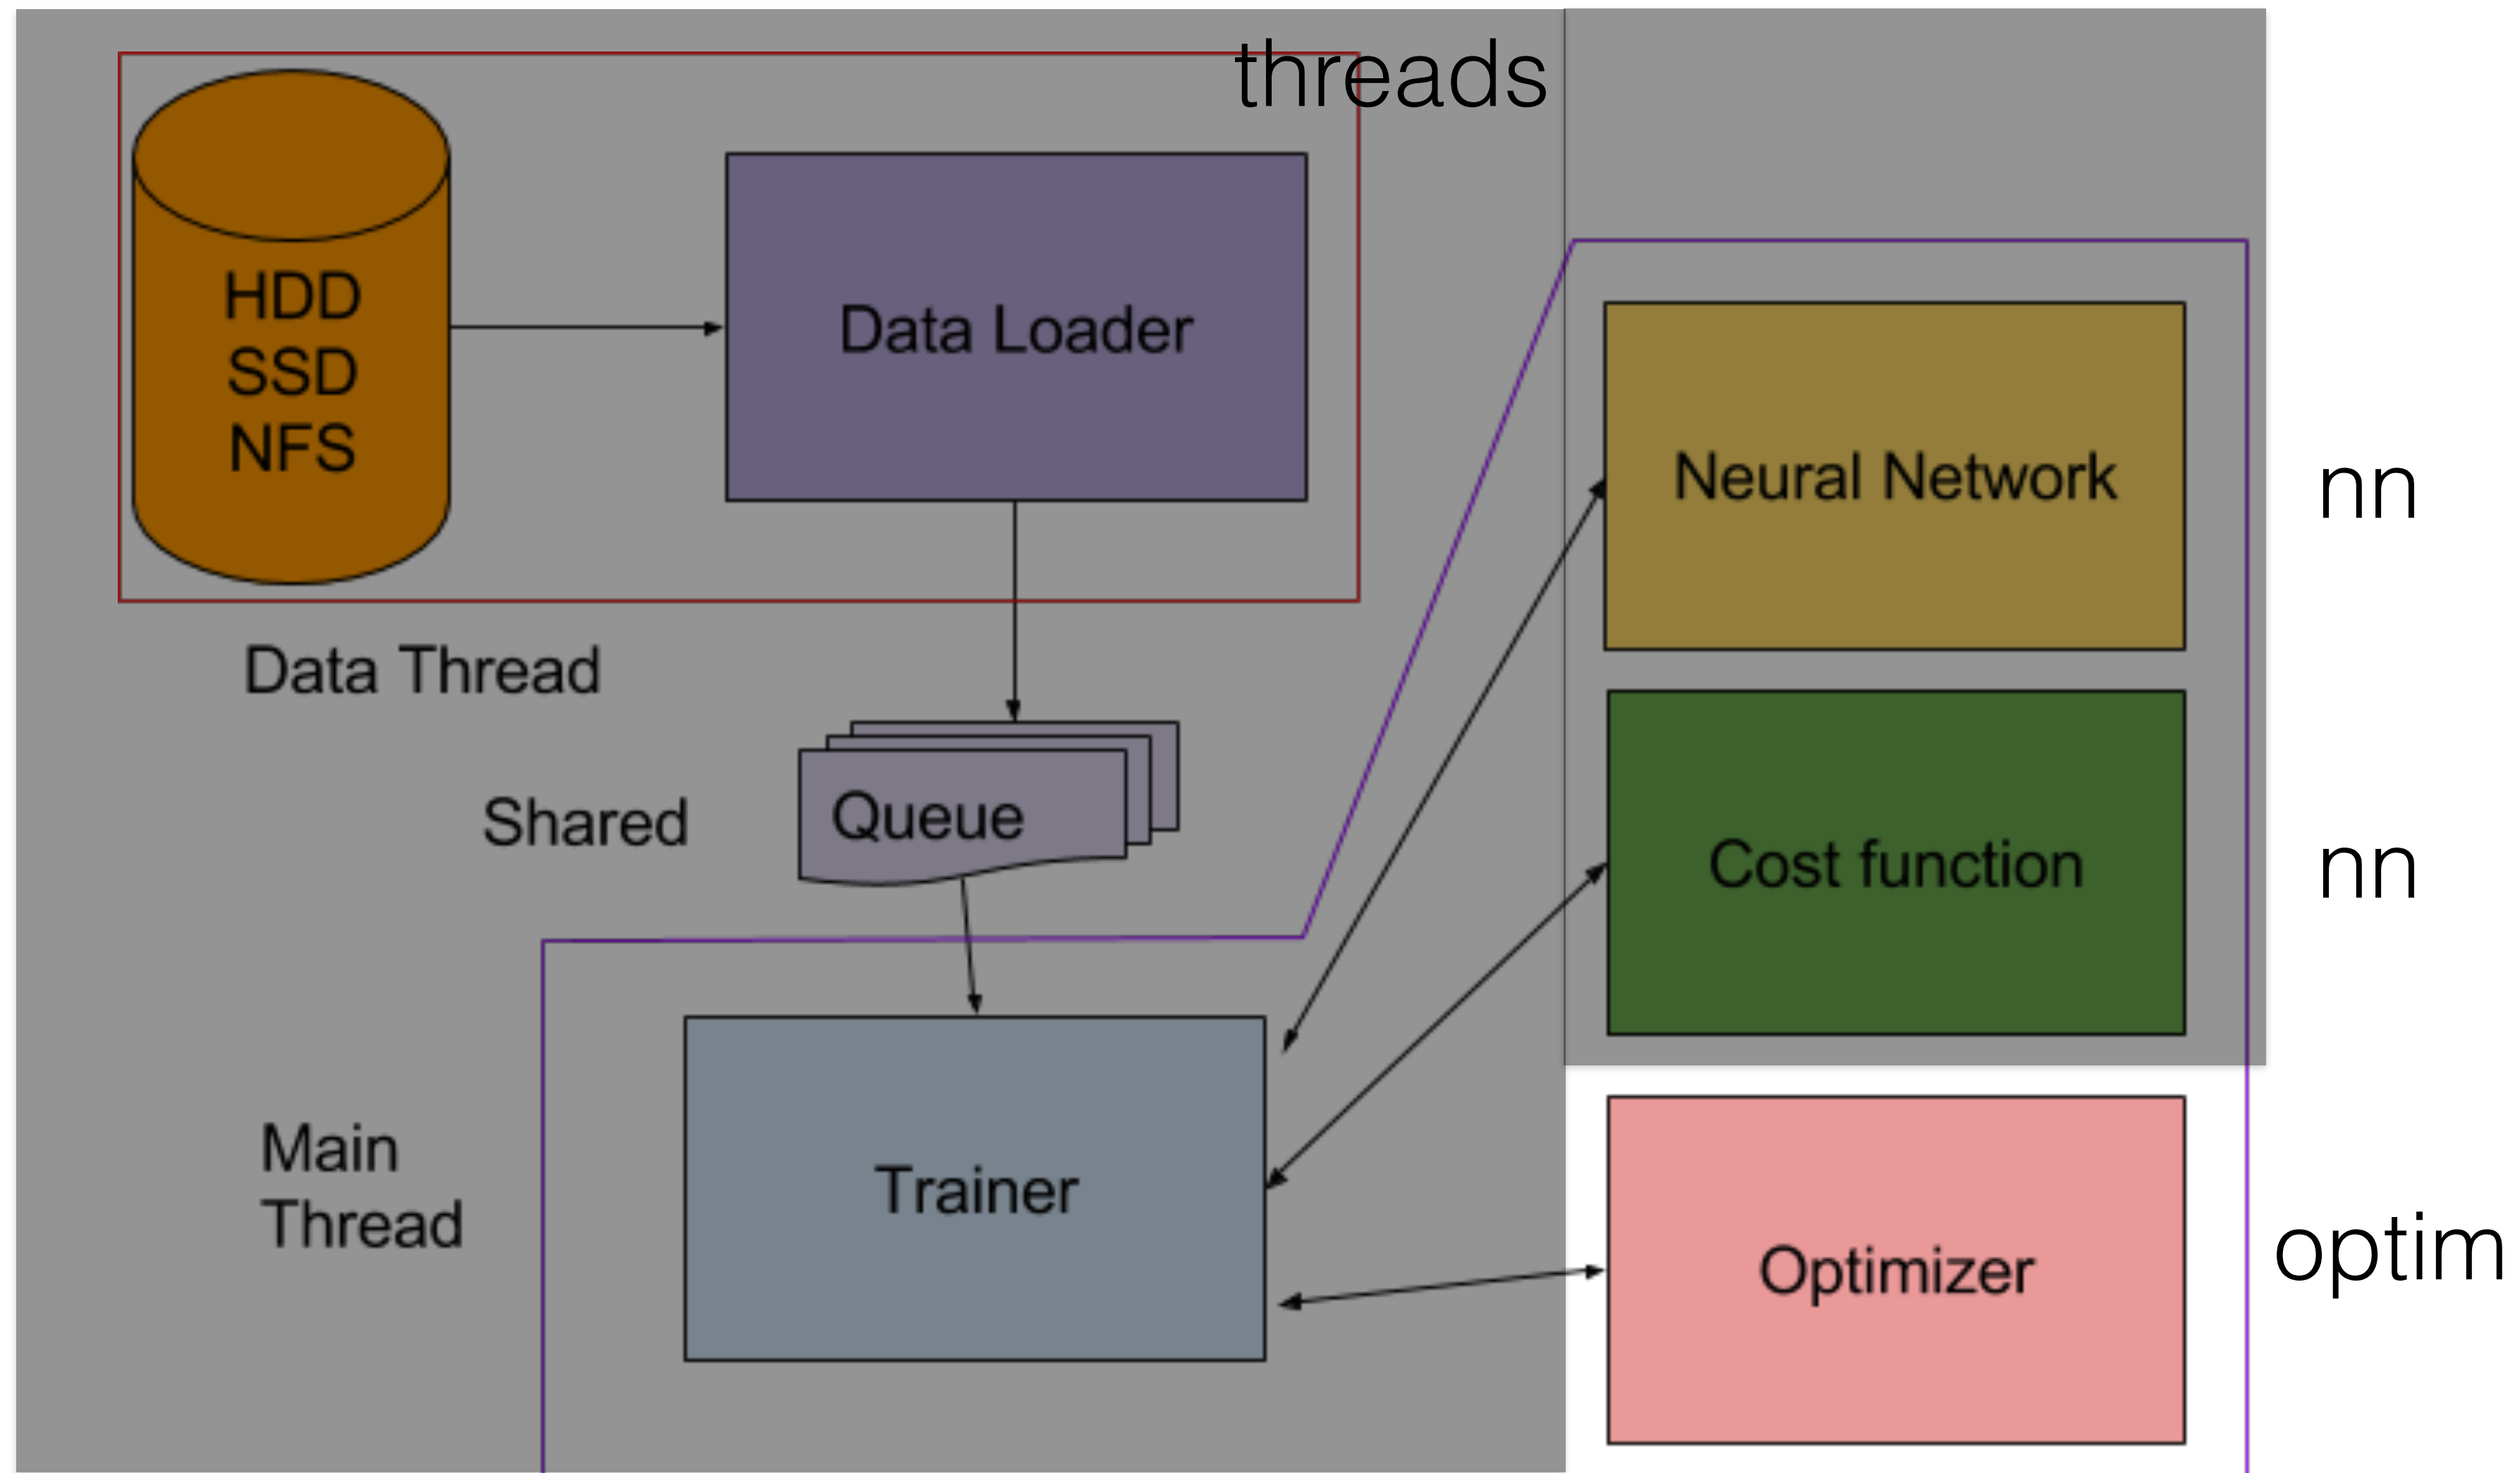 threads
HDD
SSD
NFS
Data Loader
Neural Network
nn
Data Thread
Shared
Queue
Cost function
nn
Main
Thread
Trainer
Optimizer
optim